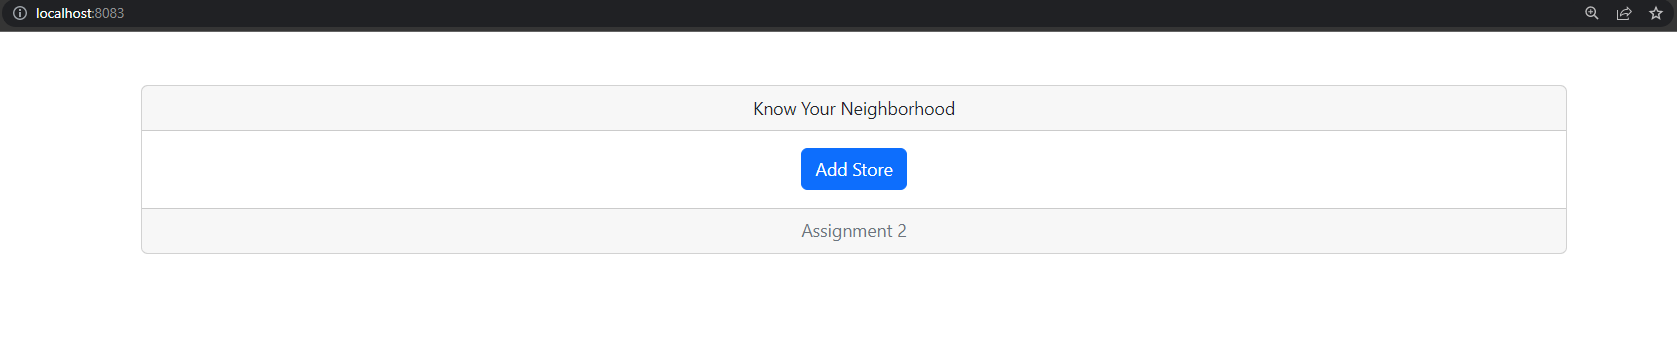 localhost:8083
Know Your Neighborhood
Add Store
Assignment 2